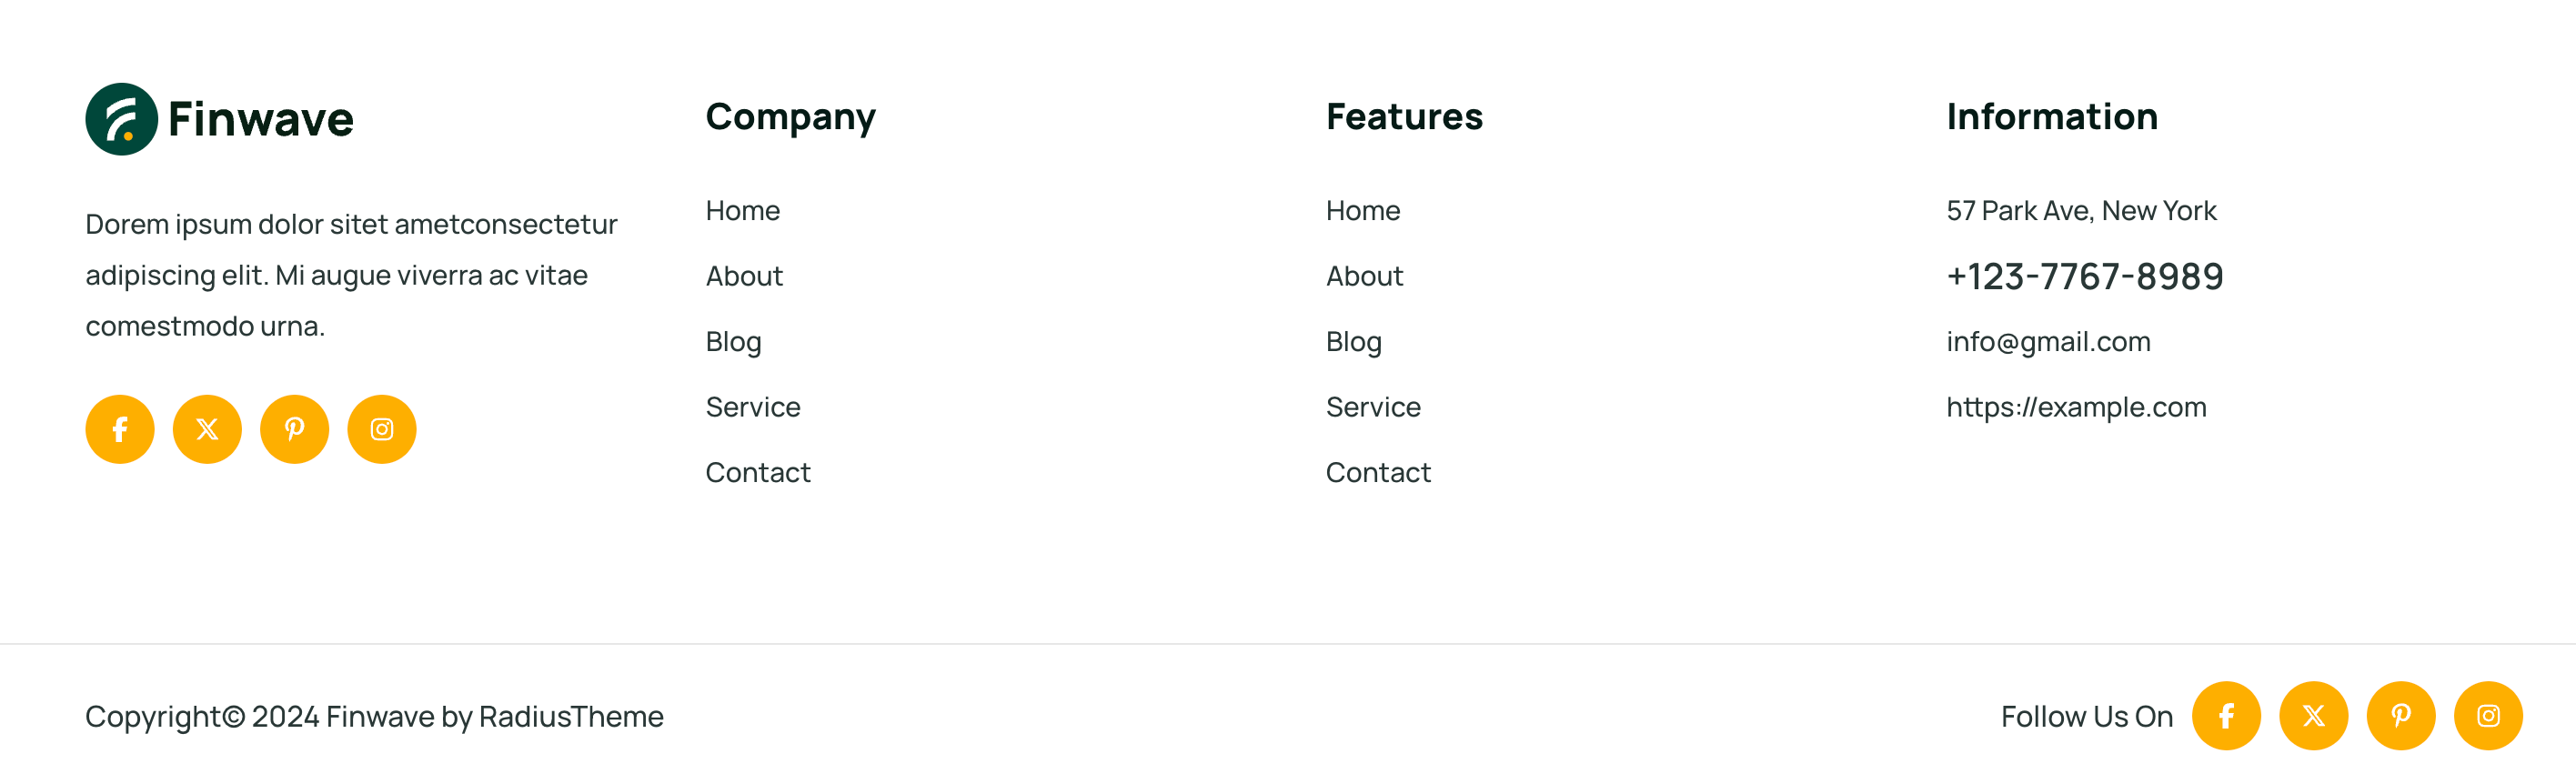 Finwave
Dorem ipsum dolor sitet ametconsectetur
adipiscing elit. Mi augue viverra ac vitae
comestmodo urna.
Company
Home
About
Blog
Service
Contact
Features
Home
About
Blog
Service
Contact
Information
57 Park Ave, New York
+123-7767-8989
info@gmail.com
https://example.com
Copyright© 2024 Finwave by RadiusTheme
Follow Us On